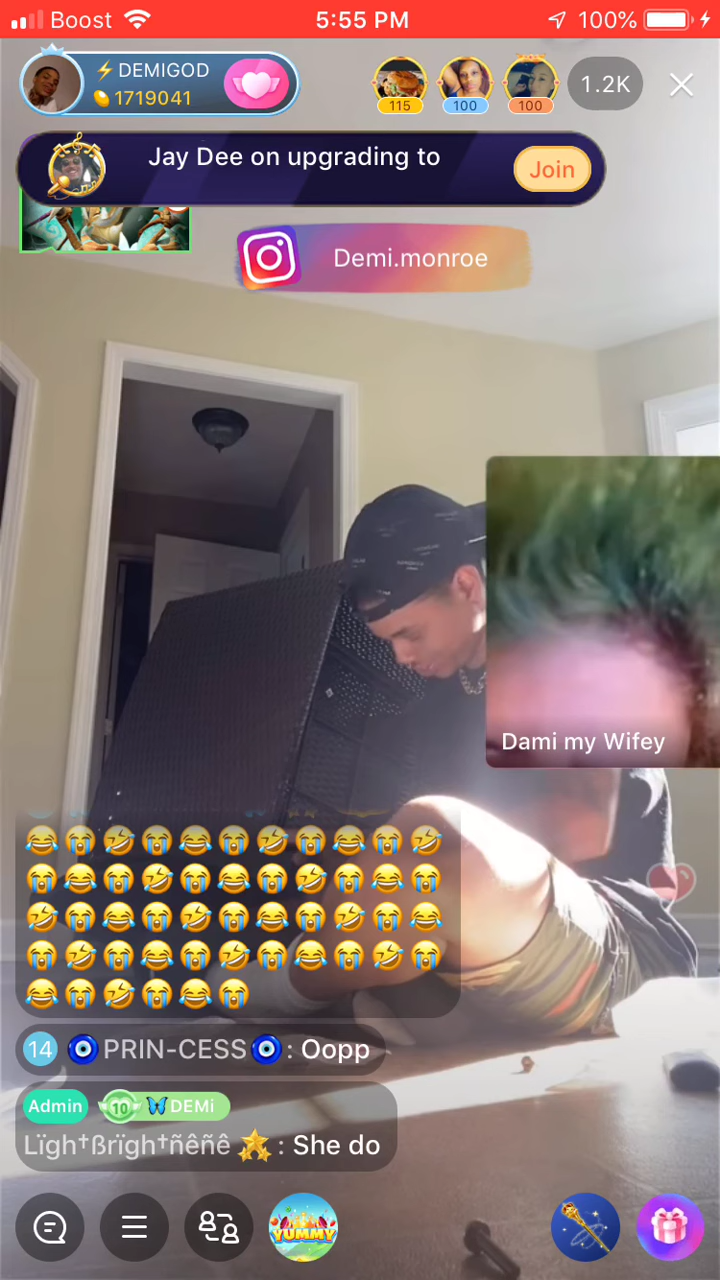 Boost 5:55 PM 100%
⚡DEMIGOD
1719041
115 100 100 1.2K
Jay Dee on upgrading to
Join
Demi.monroe
Dami my Wifey
😂😭🤣😭😂😭🤣😭😂😭🤣
😭😂😭🤣😭😂😭🤣😭😂😭
🤣😭😂😭🤣😭😂😭🤣😭😂
😭🤣😭😂😭🤣😭😂😭🤣😭
😂😭🤣😭😂😭
14 🧿PRIN-CESS🧿: Oopp
Admin 10 🦋DEMi
Lïgh†ßrïgh†ñêñê : She do
YUMMY